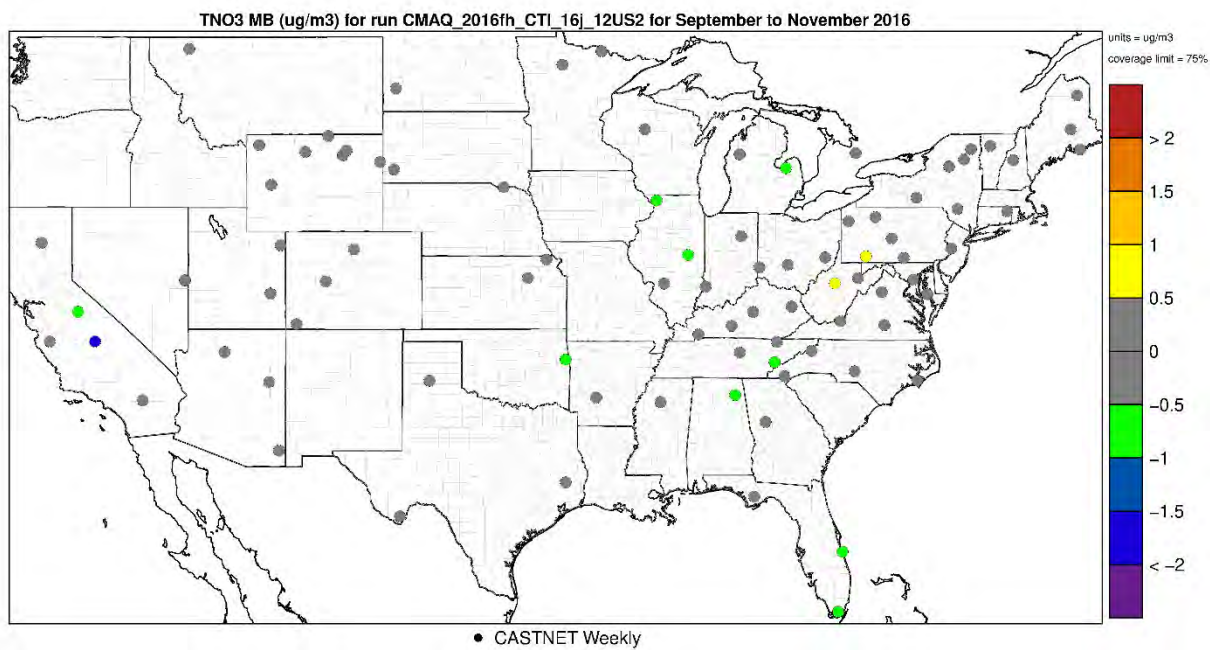 TNO3 MB (ug/m3) for run CMAQ_2016fh_CTI_16j_12US2 for September to November 2016
units = ug/m3
coverage limit = 75%
> 2
1.5
1
0.5
0
−0.5
−1
−1.5
< −2
CASTNET Weekly